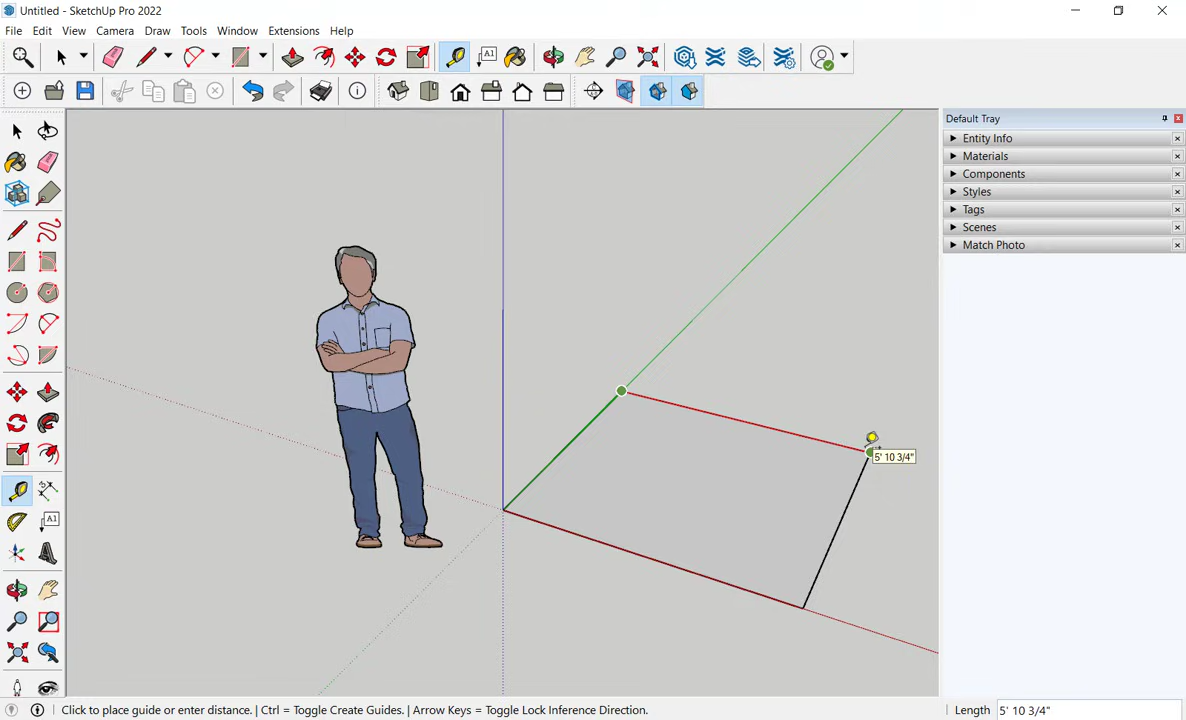 Untitled - SketchUp Pro 2022
File Edit View Camera Draw Tools Window Extensions Help
A1
Default Tray
Entity Info
Materials
Components
Styles
Tags
Scenes
Match Photo
5' 10 3/4"
A1
Click to place guide or enter distance. | Ctrl = Toggle Create Guides. | Arrow Keys = Toggle Lock Inference Direction.
Length 5' 10 3/4"